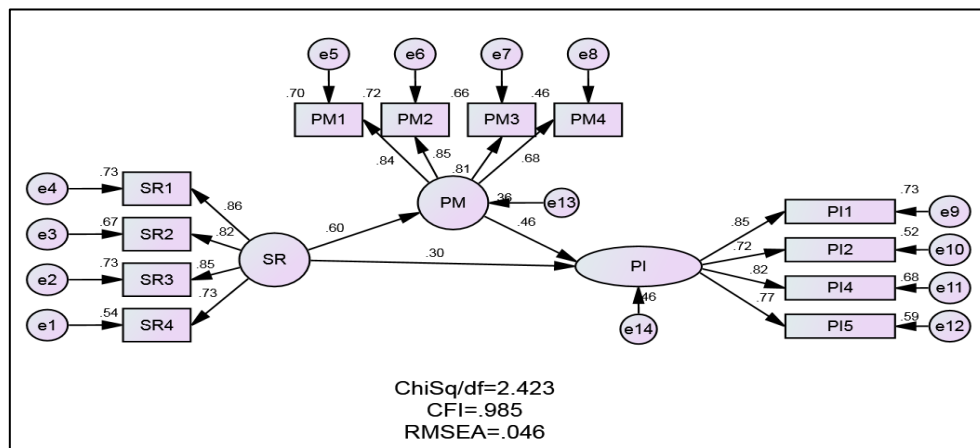 e5 e6 e7 e8
.70 .72 .66 .46
PM1 PM2 PM3 PM4
.84 .85 .81 .68
e4 .73 SR1
.86
e3 .67 SR2
.82
e2 .73 SR3
.85
e1 .54 SR4
.73
SR
.60
PM
.36
e13
.46
.30
PI
.46
e14
.85 PI1 .73 e9
.72 PI2 .52 e10
.82 PI4 .68 e11
.77 PI5 .59 e12
ChiSq/df=2.423
CFI=.985
RMSEA=.046